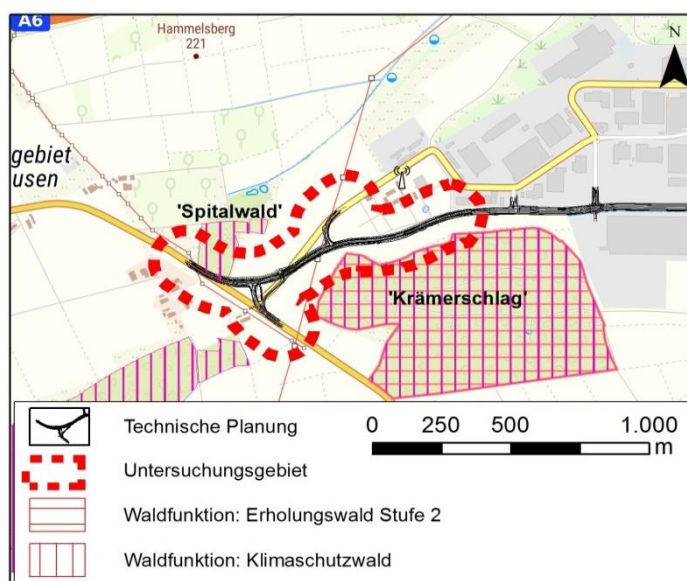 A6
Hammelsberg
221
N
gebiet
usen
'Spitalwald'
'Krämerschlag'
Technische Planung
0 250 500 1.000
m
Untersuchungsgebiet
Waldfunktion: Erholungswald Stufe 2
Waldfunktion: Klimaschutzwald